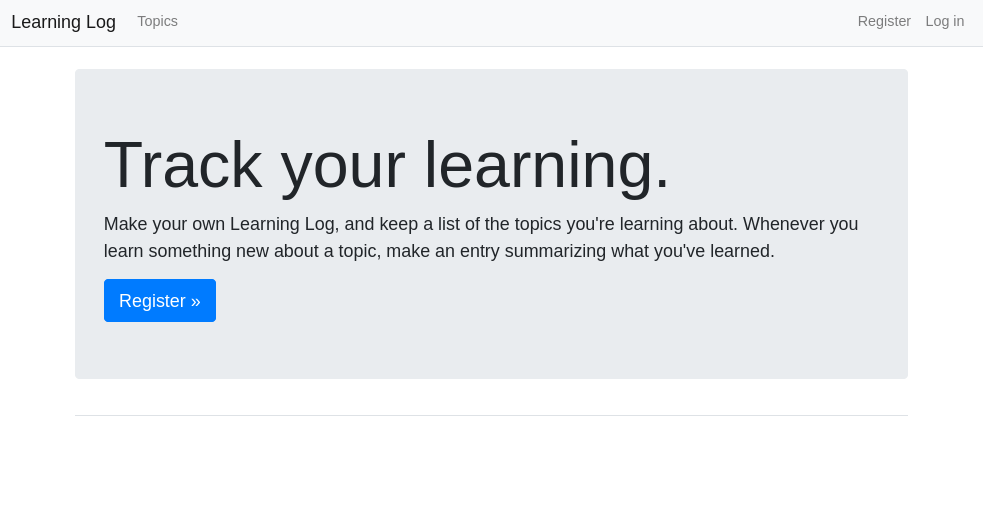 Learning Log Topics Register Log in
Track your learning.
Make your own Learning Log, and keep a list of the topics you're learning about. Whenever you
learn something new about a topic, make an entry summarizing what you've learned.
Register »